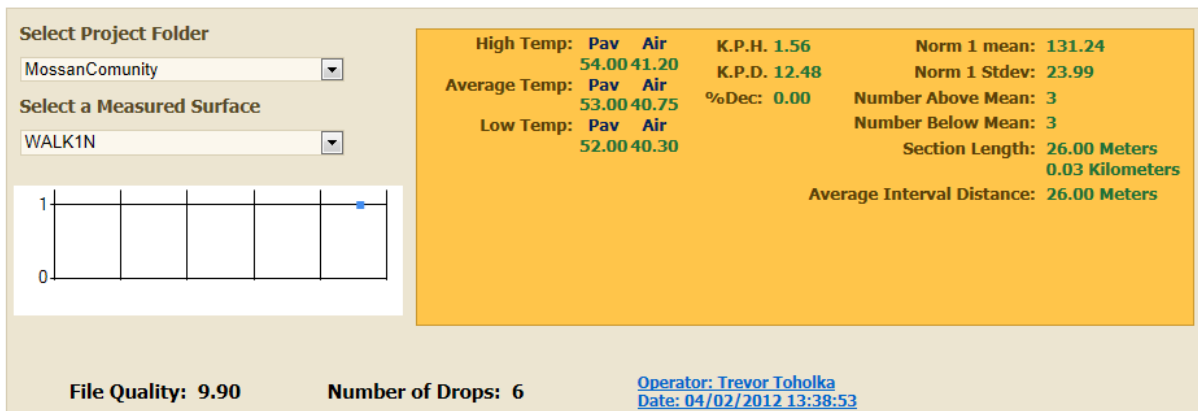 Select Project Folder
MossanComunity
Select a Measured Surface
WALK1N
1
0
High Temp: Pav Air
54.00 41.20
Average Temp: Pav Air
53.00 40.75
Low Temp: Pav Air
52.00 40.30
K.P.H. 1.56
K.P.D. 12.48
%Dec: 0.00
Norm 1 mean: 131.24
Norm 1 Stdev: 23.99
Number Above Mean: 3
Number Below Mean: 3
Section Length: 26.00 Meters
0.03 Kilometers
Average Interval Distance: 26.00 Meters
File Quality: 9.90
Number of Drops: 6
Operator: Trevor Toholka
Date: 04/02/2012 13:38:53